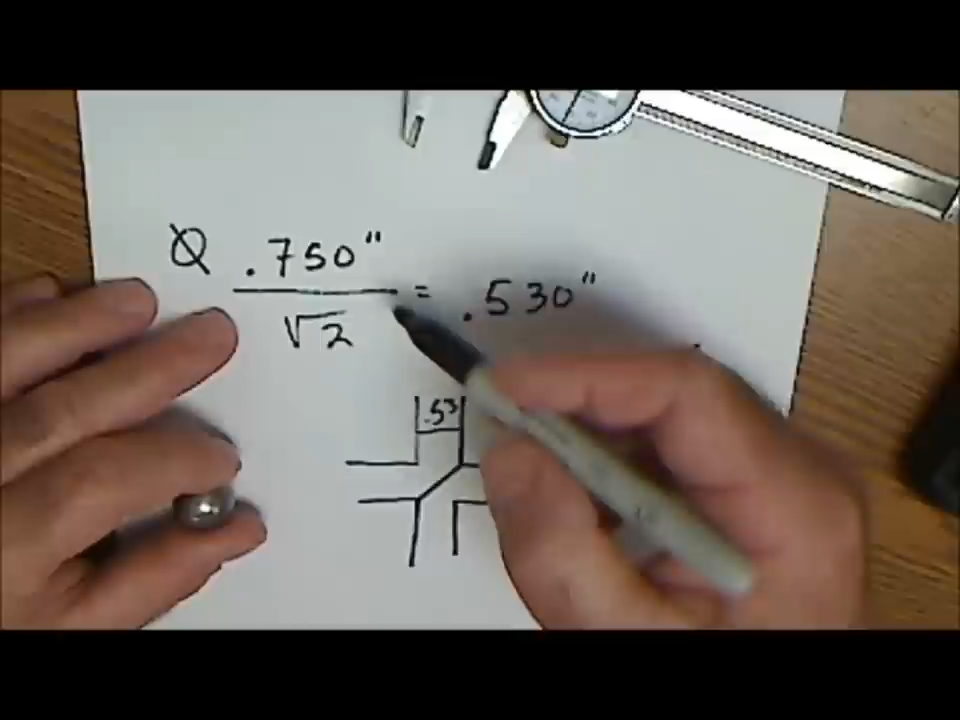 Q .750"
√2
= .530"
.53